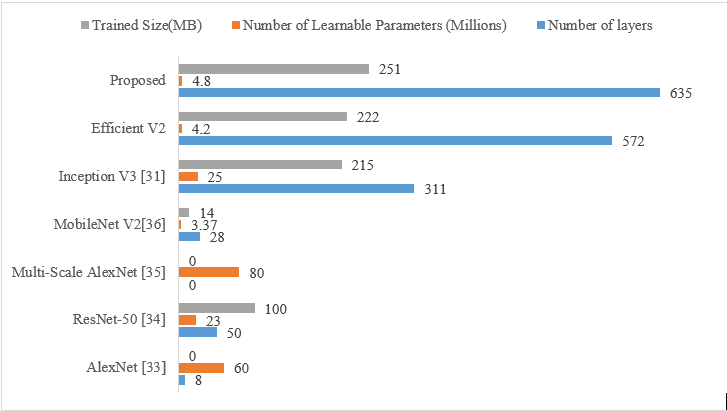 Trained Size(MB) Number of Learnable Parameters (Millions) Number of layers
Proposed
251
4.8
635
Efficient V2
222
4.2
572
Inception V3 [31]
215
25
311
MobileNet V2[36]
14
3.37
28
Multi-Scale AlexNet [35]
0
80
0
ResNet-50 [34]
100
23
50
AlexNet [33]
0
60
8